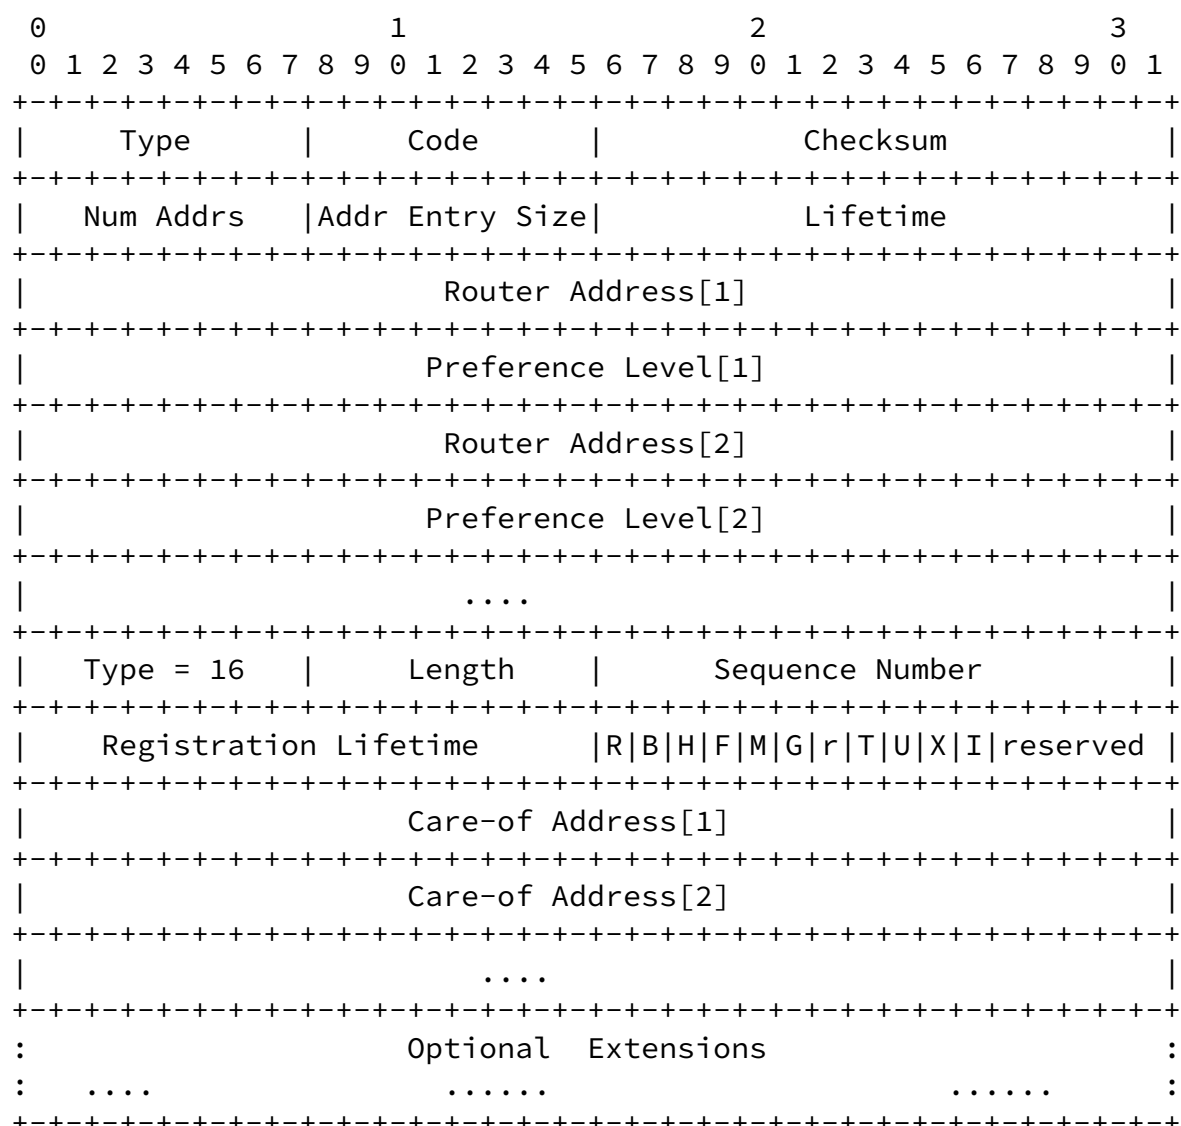 0                   1                   2                   3
 0 1 2 3 4 5 6 7 8 9 0 1 2 3 4 5 6 7 8 9 0 1 2 3 4 5 6 7 8 9 0 1
+-+-+-+-+-+-+-+-+-+-+-+-+-+-+-+-+-+-+-+-+-+-+-+-+-+-+-+-+-+-+-+-+
|     Type      |     Code      |           Checksum            |
+-+-+-+-+-+-+-+-+-+-+-+-+-+-+-+-+-+-+-+-+-+-+-+-+-+-+-+-+-+-+-+-+
|   Num Addrs   |Addr Entry Size|           Lifetime            |
+-+-+-+-+-+-+-+-+-+-+-+-+-+-+-+-+-+-+-+-+-+-+-+-+-+-+-+-+-+-+-+-+
|                       Router Address[1]                       |
+-+-+-+-+-+-+-+-+-+-+-+-+-+-+-+-+-+-+-+-+-+-+-+-+-+-+-+-+-+-+-+-+
|                      Preference Level[1]                      |
+-+-+-+-+-+-+-+-+-+-+-+-+-+-+-+-+-+-+-+-+-+-+-+-+-+-+-+-+-+-+-+-+
|                       Router Address[2]                       |
+-+-+-+-+-+-+-+-+-+-+-+-+-+-+-+-+-+-+-+-+-+-+-+-+-+-+-+-+-+-+-+-+
|                      Preference Level[2]                      |
+-+-+-+-+-+-+-+-+-+-+-+-+-+-+-+-+-+-+-+-+-+-+-+-+-+-+-+-+-+-+-+-+
|                        ....                                   |
+-+-+-+-+-+-+-+-+-+-+-+-+-+-+-+-+-+-+-+-+-+-+-+-+-+-+-+-+-+-+-+-+
|   Type = 16   |     Length    |      Sequence Number          |
+-+-+-+-+-+-+-+-+-+-+-+-+-+-+-+-+-+-+-+-+-+-+-+-+-+-+-+-+-+-+-+-+
|    Registration Lifetime      |R|B|H|F|M|G|r|T|U|X|I|reserved |
+-+-+-+-+-+-+-+-+-+-+-+-+-+-+-+-+-+-+-+-+-+-+-+-+-+-+-+-+-+-+-+-+
|                     Care-of Address[1]                        |
+-+-+-+-+-+-+-+-+-+-+-+-+-+-+-+-+-+-+-+-+-+-+-+-+-+-+-+-+-+-+-+-+
|                     Care-of Address[2]                        |
+-+-+-+-+-+-+-+-+-+-+-+-+-+-+-+-+-+-+-+-+-+-+-+-+-+-+-+-+-+-+-+-+
|                         ....                                  |
+-+-+-+-+-+-+-+-+-+-+-+-+-+-+-+-+-+-+-+-+-+-+-+-+-+-+-+-+-+-+-+-+
:                     Optional  Extensions                      :
:   ....                ......                      ......      :
+-+-+-+-+-+-+-+-+-+-+-+-+-+-+-+-+-+-+-+-+-+-+-+-+-+-+-+-+-+-+-+-+